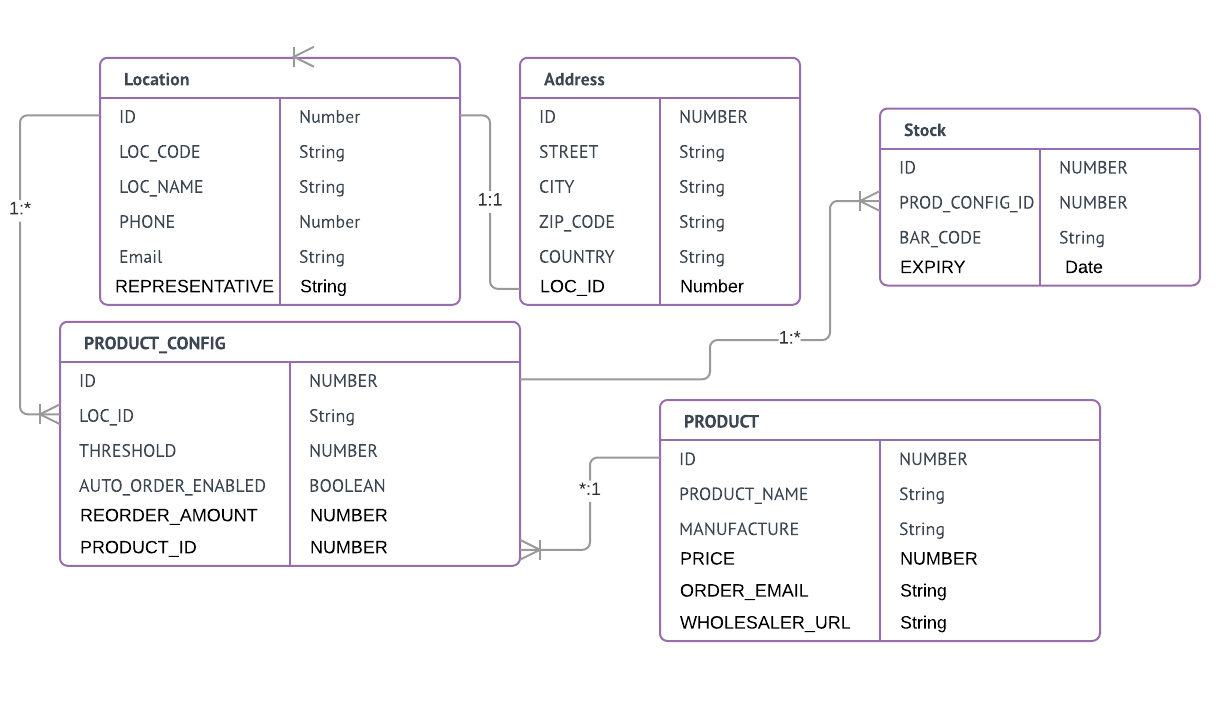 Location
ID Number
LOC_CODE String
LOC_NAME String
PHONE Number
Email String
REPRESENTATIVE String
1:*
1:1
Address
ID NUMBER
STREET String
CITY String
ZIP_CODE String
COUNTRY String
LOC_ID Number
Stock
ID NUMBER
PROD_CONFIG_ID NUMBER
BAR_CODE String
EXPIRY Date
PRODUCT_CONFIG
ID NUMBER
LOC_ID String
THRESHOLD NUMBER
AUTO_ORDER_ENABLED BOOLEAN
REORDER_AMOUNT NUMBER
PRODUCT_ID NUMBER
1:*
*:1
PRODUCT
ID NUMBER
PRODUCT_NAME String
MANUFACTURE String
PRICE NUMBER
ORDER_EMAIL String
WHOLESALER_URL String